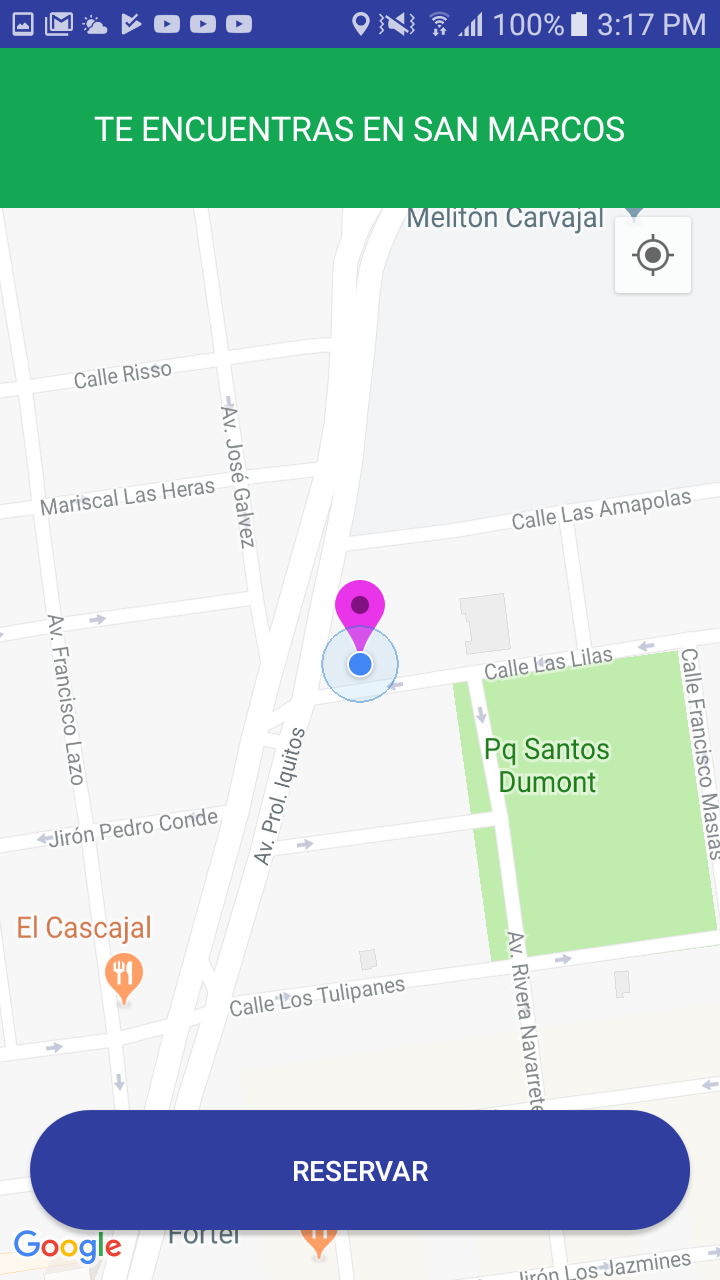 100% 3:17 PM
TE ENCUENTRAS EN SAN MARCOS
Melitón Carvajal
Calle Risso
Av. José Galvez
Mariscal Las Heras
Calle Las Amapolas
Av. Francisco Lazo
Calle Las Lilas
Calle Francisco Masías
Pq Santos
Dumont
Av. Prol. Iquitos
Jirón Pedro Conde
El Cascajal
Av. Rivera Navarrete
Calle Los Tulipanes
RESERVAR
Fortel
Google
Jirón Los Jazmines